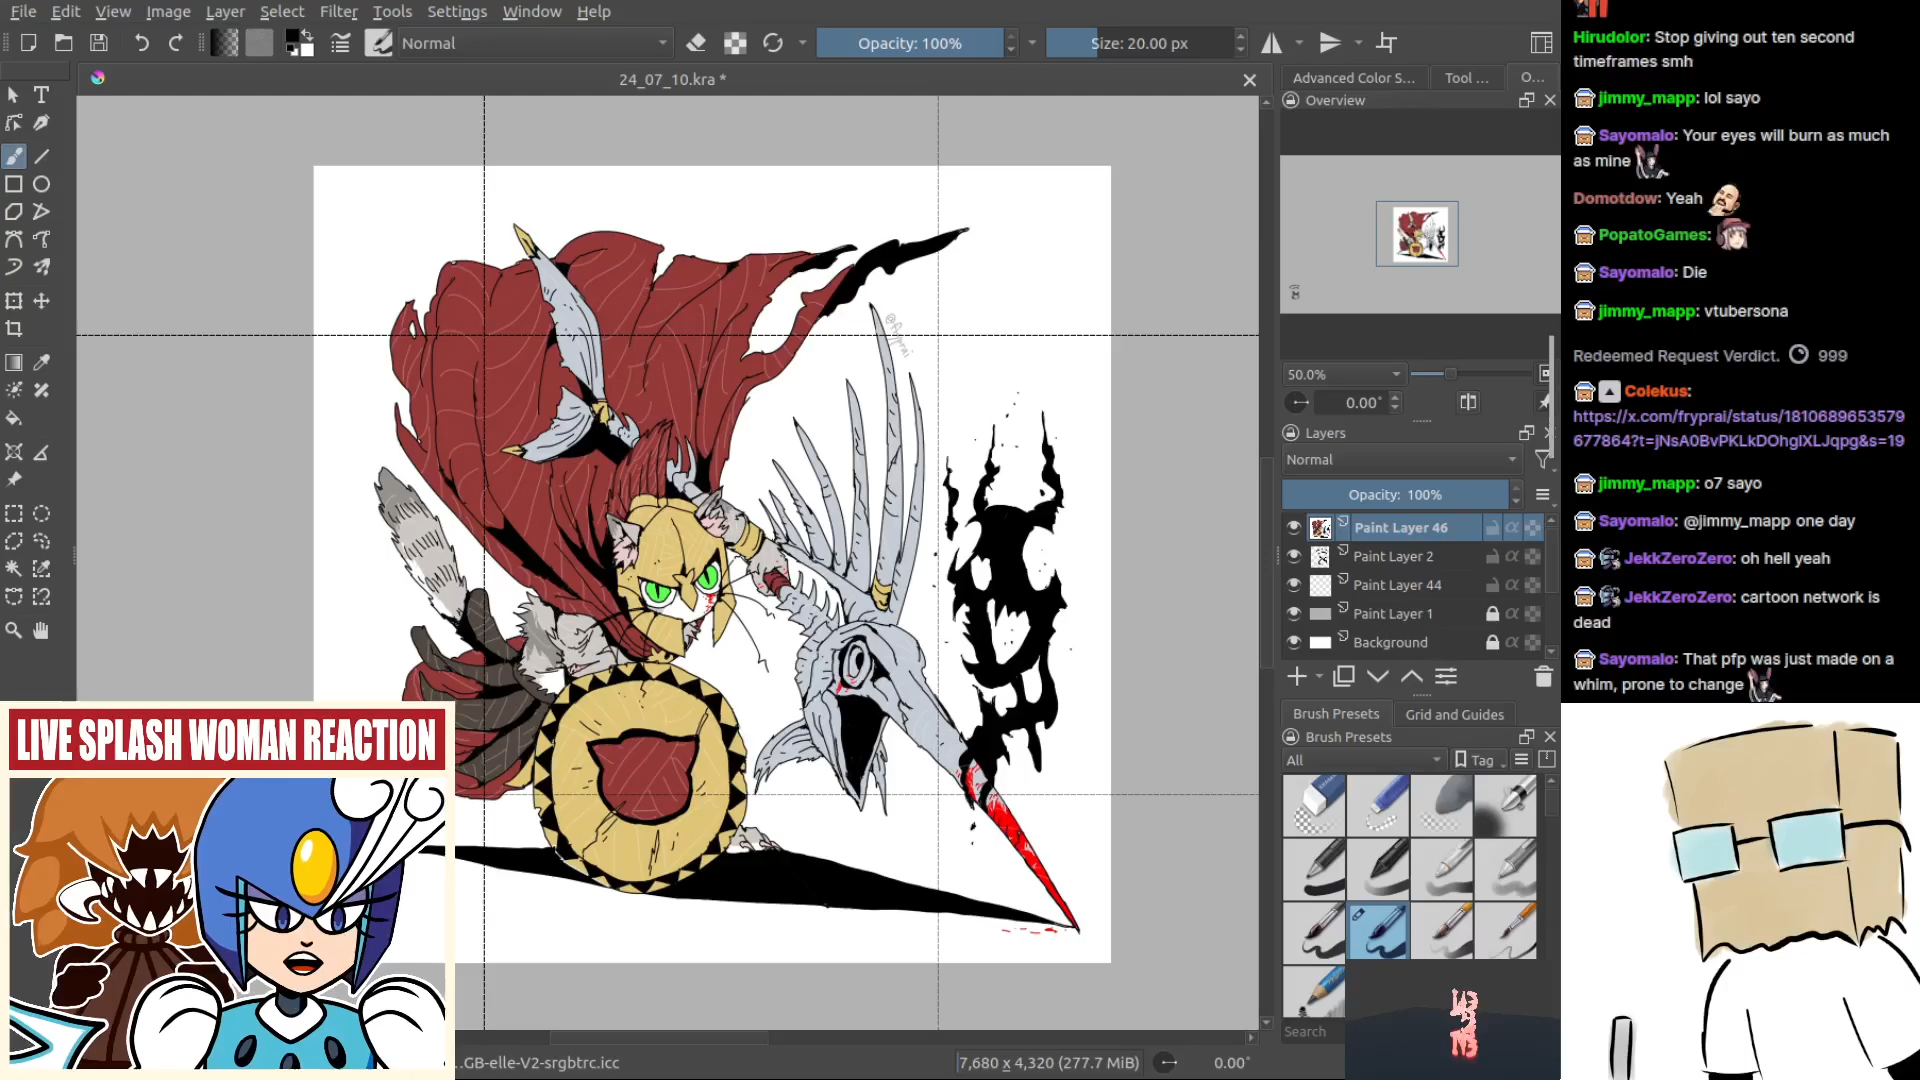 File Edit View Image Layer Select Filter Tools Settings Window Help
Normal
Opacity: 100%
Size: 20.00 px
24_07_10.kra *
Advanced Color S...
Tool ...
O...
Overview
50.0%
0.00°
Layers
Normal
Opacity: 100%
Paint Layer 46
Paint Layer 2
Paint Layer 44
Paint Layer 1
Background
Brush Presets
Grid and Guides
Brush Presets
All
Tag
Search
@fryprai
LIVE SPLASH WOMAN REACTION
...GB-elle-V2-srgbtrc.icc
7,680 x 4,320 (277.7 MiB)
0.00°
Hirudolor: Stop giving out ten second
timeframes smh
jimmy_mapp: lol sayo
Sayomalo: Your eyes will burn as much
as mine
Domotdow: Yeah
PopatoGames:
Sayomalo: Die
jimmy_mapp: vtubersona
Redeemed Request Verdict. 999
Colekus:
https://x.com/fryprai/status/1810689653579
677864?t=jNsA0BvPKLkDOhglXLJqpg&s=19
jimmy_mapp: o7 sayo
Sayomalo: @jimmy_mapp one day
JekkZeroZero: oh hell yeah
JekkZeroZero: cartoon network is
dead
Sayomalo: That pfp was just made on a
whim, prone to change